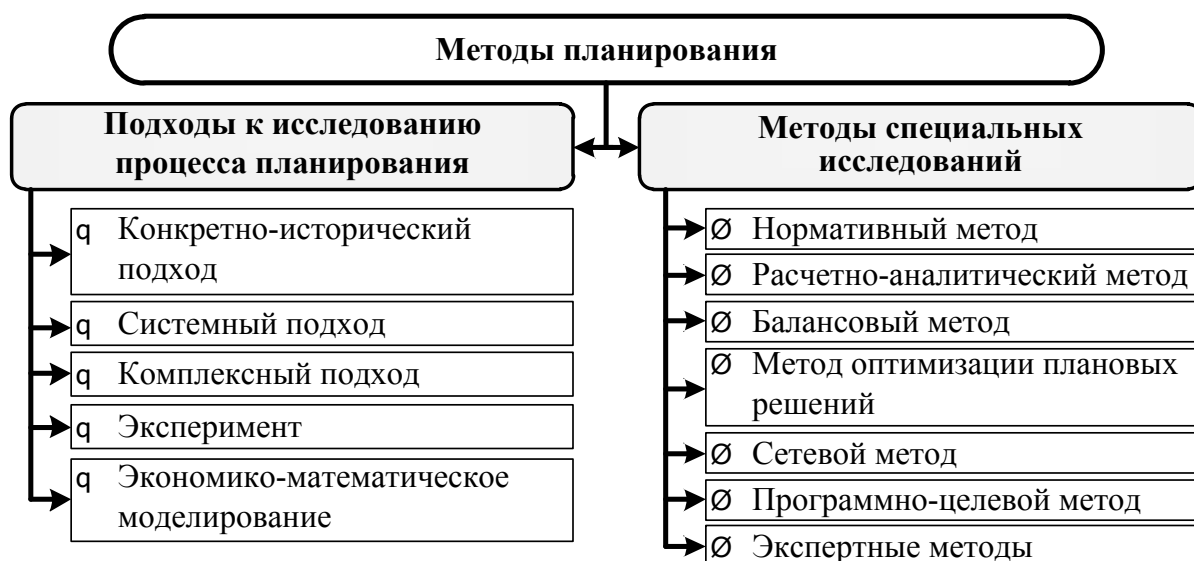 Методы планирования
Подходы к исследованию
процесса планирования
q Конкретно-исторический
подход
q Системный подход
q Комплексный подход
q Эксперимент
q Экономико-математическое
моделирование
Методы специальных
исследований
Ø Нормативный метод
Ø Расчетно-аналитический метод
Ø Балансовый метод
Ø Метод оптимизации плановых
решений
Ø Сетевой метод
Ø Программно-целевой метод
Ø Экспертные методы